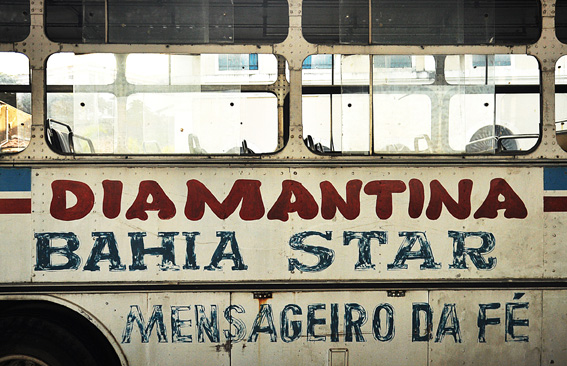 DIAMANTINA
BAHIA STAR
MENSAGEIRO DA FÉ